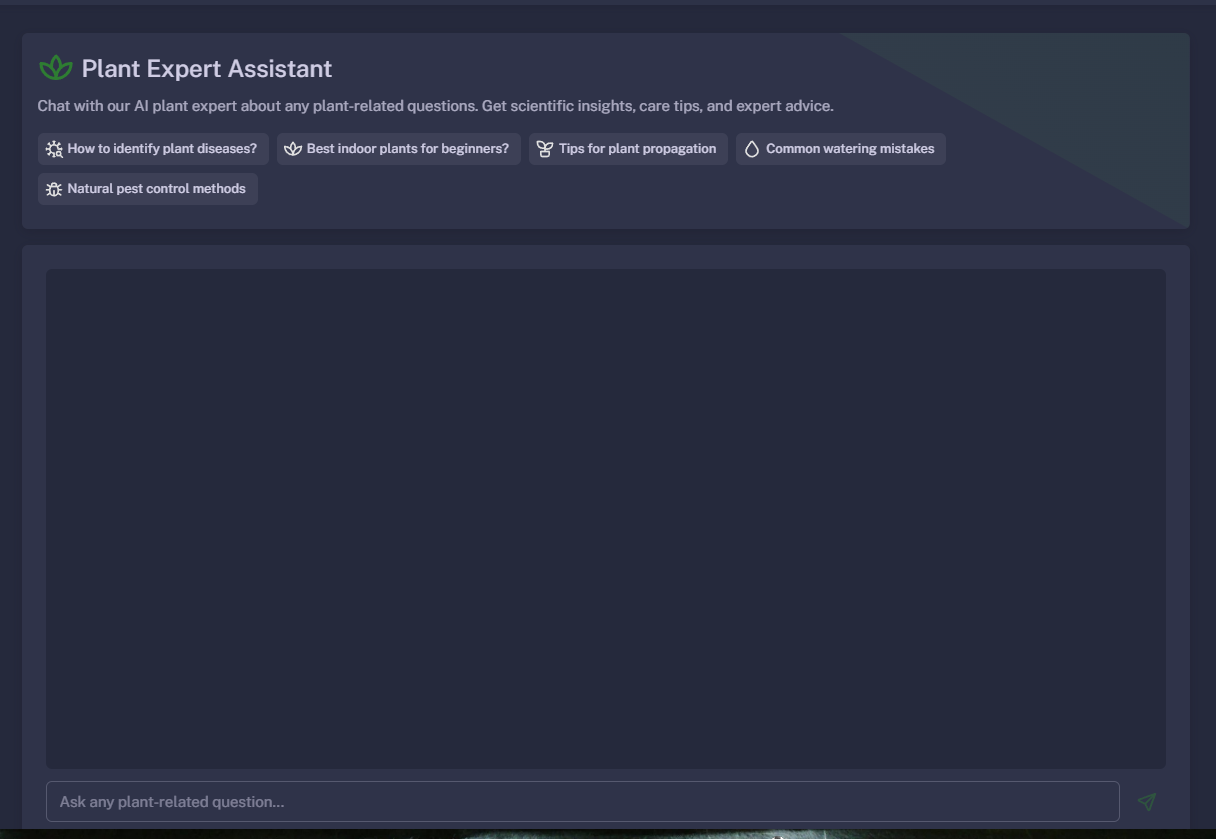 Plant Expert Assistant
Chat with our AI plant expert about any plant-related questions. Get scientific insights, care tips, and expert advice.
How to identify plant diseases? Best indoor plants for beginners? Tips for plant propagation Common watering mistakes
Natural pest control methods
Ask any plant-related question...